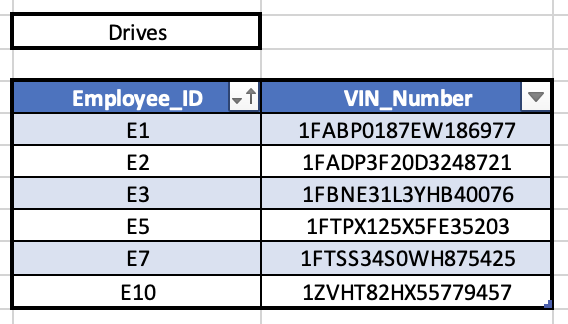 Drives
Employee_ID VIN_Number
E1 1FABP0187EW186977
E2 1FADP3F20D3248721
E3 1FBNE31L3YHB40076
E5 1FTPX125X5FE35203
E7 1FTSS34S0WH875425
E10 1ZVHT82HX55779457